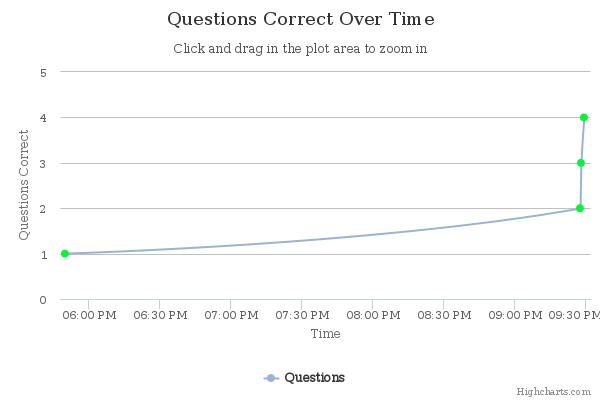 Questions Correct Over Time
Click and drag in the plot area to zoom in
Questions Correct
5
4
3
2
1
0
06:00 PM 06:30 PM 07:00 PM 07:30 PM 08:00 PM 08:30 PM 09:00 PM 09:30 PM
Time
Questions
Highcharts.com